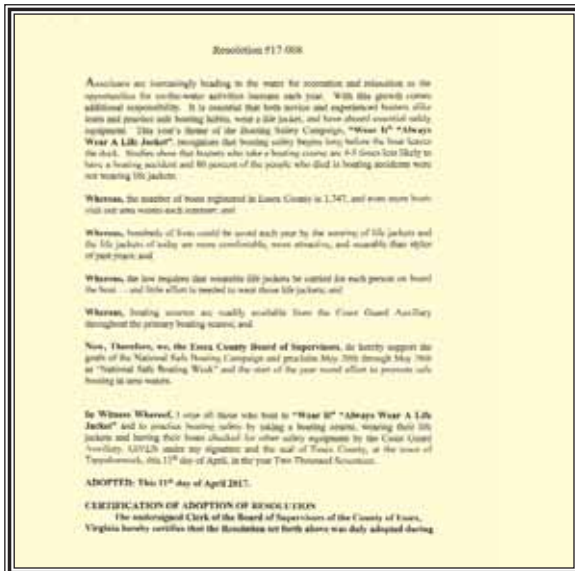 Resolution #17-008
Americans are increasingly heading to the water for recreation and relaxation as the
opportunities for on-the-water activities increase each year. With this growth comes
additional responsibility. It is essential that both novice and experienced boaters alike
learn and practice safe boating habits, wear a life jacket, and have aboard essential safety
equipment. This year's theme of the Boating Safety Campaign, "Wear It" "Always
Wear A Life Jacket", recognizes that boating safety begins long before the boat leaves
the dock. Studies show that boaters who take a boating course are less likely to
have a boating accident and 80 percent of the people who died in boating accidents were
not wearing life jackets.
Whereas, the number of boats registered in Essex County is 1,747, and even more boats
visit our area waters each summer; and
Whereas, hundreds of lives could be saved each year by the wearing of life jackets and
the life jackets of today are more comfortable, more attractive, and wearable than styles
of past years; and
Whereas, the law requires that wearable life jackets be carried for each person on board
the boat . . . and little effort is needed to wear those life jackets; and
Whereas, boating courses are readily available from the Coast Guard Auxiliary
throughout the primary boating season; and
Now, Therefore, we, the Essex County Board of Supervisors, do hereby support the
goals of the National Safe Boating Campaign and proclaim May 20th through May 26th
as "National Safe Boating Week" and the start of the year round effort to promote safe
boating in area waters.
In Witness Whereof, I urge all those who boat to "Wear It" "Always Wear A Life
Jacket" and to practice boating safety by taking a boating course, wearing their life
jackets and having their boats checked for other safety equipment by the Coast Guard
Auxiliary. GIVEN under my signature and the seal of Essex County, at the town of
Tappahannock, this 11th day of April, in the year Two Thousand Seventeen.
ADOPTED: This 11th day of April 2017.
CERTIFICATION OF ADOPTION OF RESOLUTION
The undersigned Clerk of the Board of Supervisors of the County of Essex,
Virginia hereby certifies that the Resolution set forth above was duly adopted during